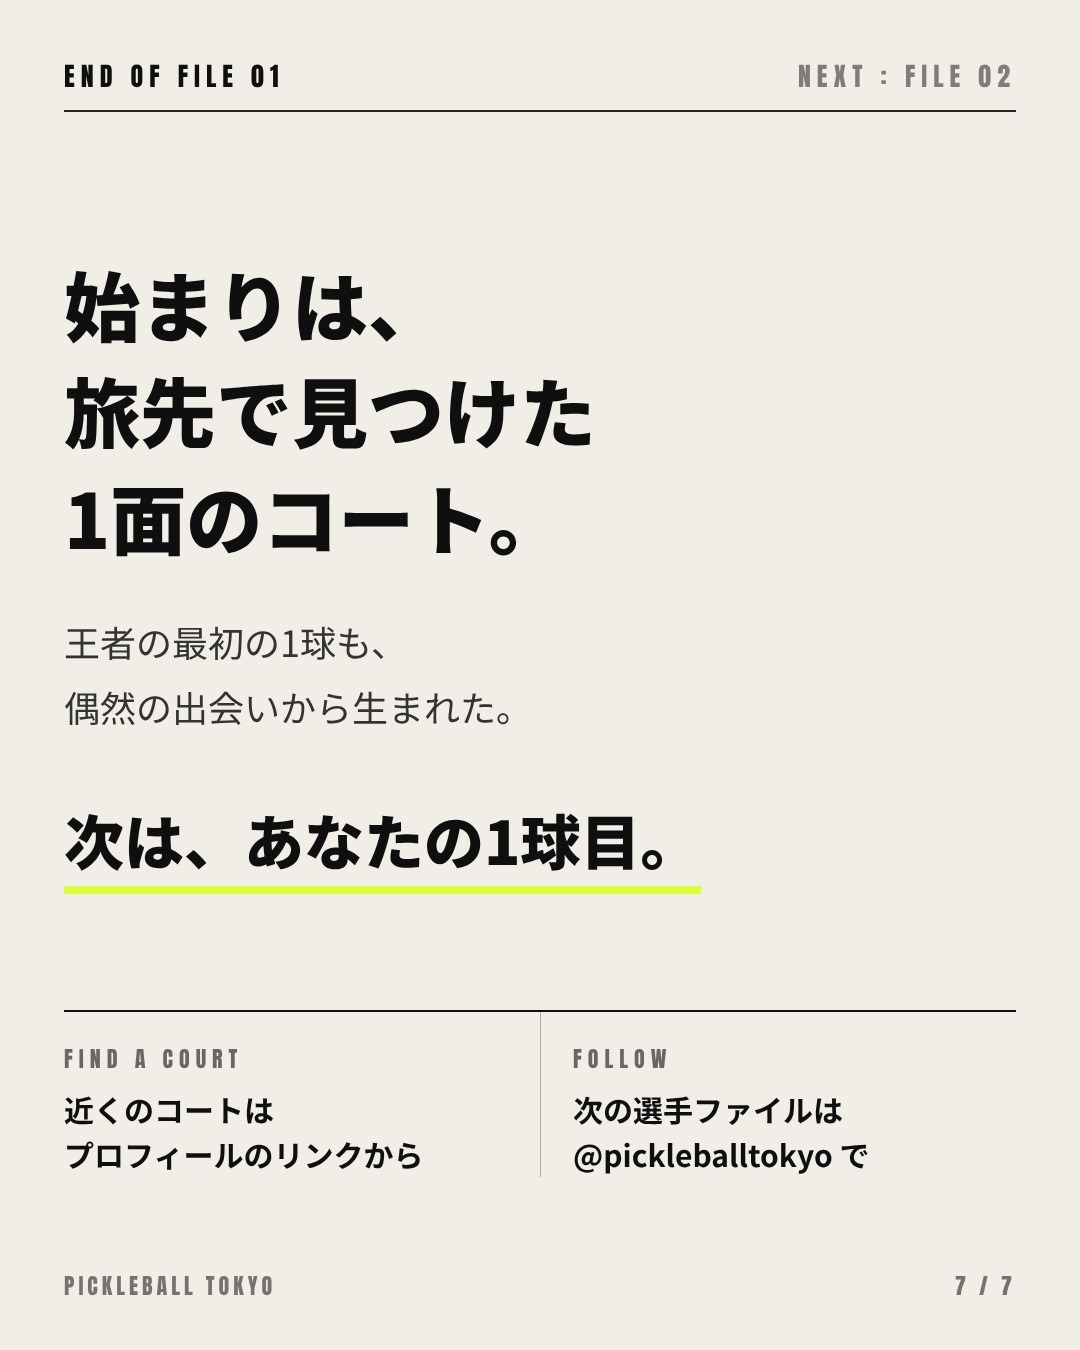 END OF FILE 01
NEXT : FILE 02
始まりは、
旅先で見つけた
1面のコート。
王者の最初の1球も、
偶然の出会いから生まれた。
次は、あなたの1球目。
FIND A COURT
近くのコートは
プロフィールのリンクから
FOLLOW
次の選手ファイルは
@pickleballtokyo で
PICKLEBALL TOKYO
7 / 7